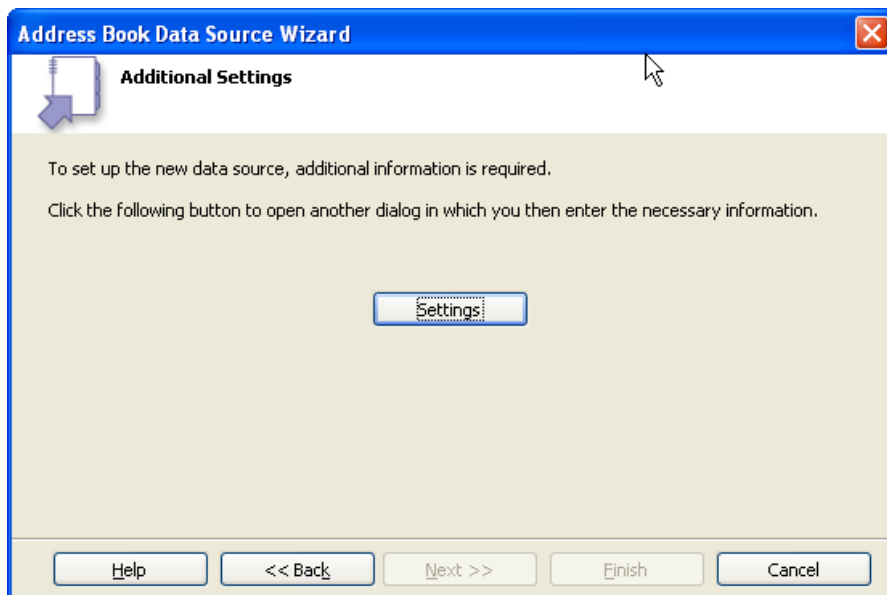 Address Book Data Source Wizard
Additional Settings
To set up the new data source, additional information is required.
Click the following button to open another dialog in which you then enter the necessary information.
Settings
Help << Back Next >> Finish Cancel